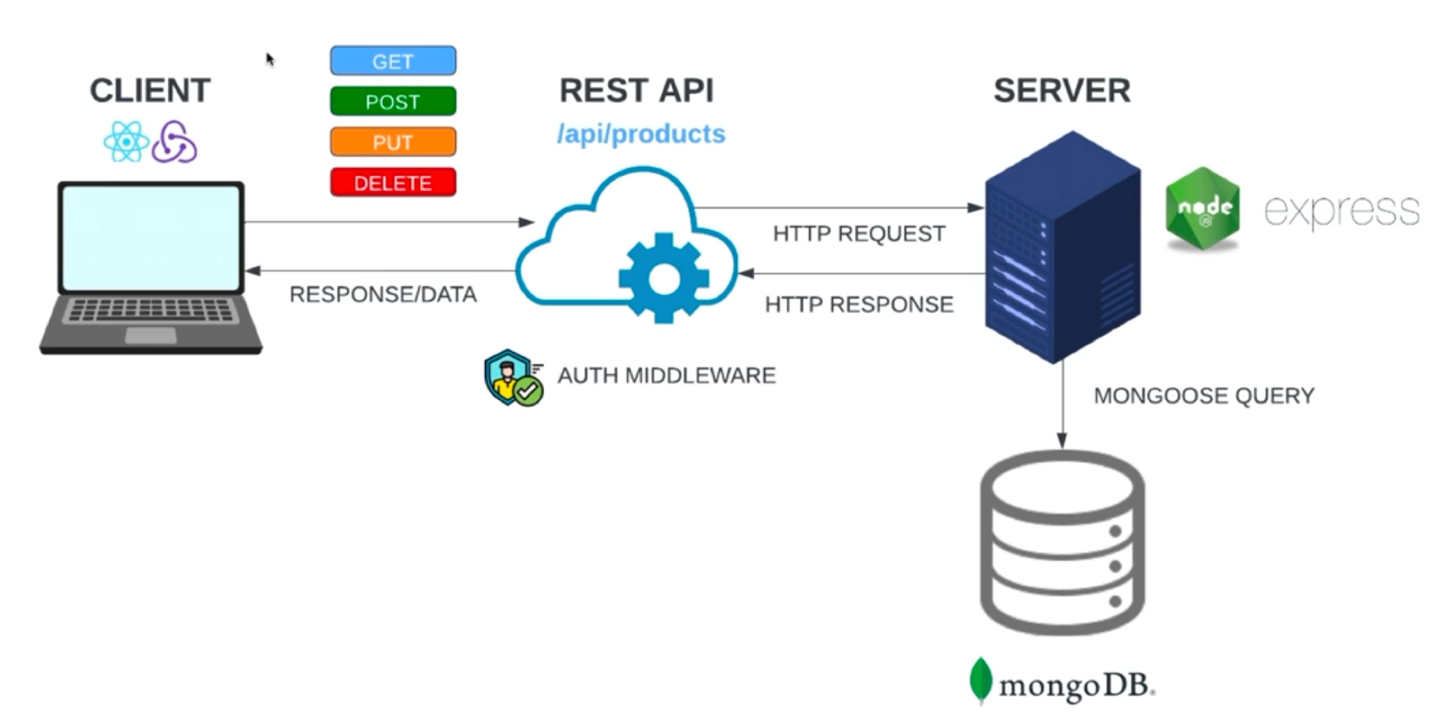 CLIENT
GET
POST
PUT
DELETE
REST API
/api/products
SERVER
node
JS
express
HTTP REQUEST
HTTP RESPONSE
RESPONSE/DATA
AUTH MIDDLEWARE
MONGOOSE QUERY
mongoDB®